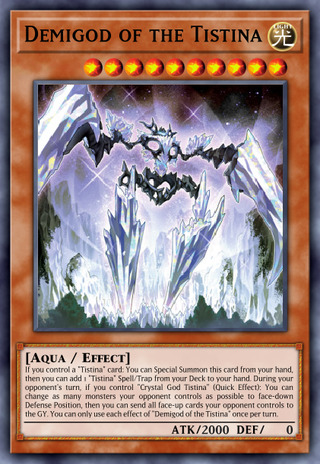 DEMIGOD OF THE TISTINA
LIGHT
光
[AQUA / EFFECT]
If you control a "Tistina" card: You can Special Summon this card from your hand,
then you can add 1 "Tistina" Spell/Trap from your Deck to your hand. During your
opponent's turn, if you control "Crystal God Tistina" (Quick Effect): You can
change as many monsters your opponent controls as possible to face-down
Defense Position, then you can send all face-up cards your opponent controls to
the GY. You can only use each effect of "Demigod of the Tistina" once per turn.
ATK/2000 DEF/ 0